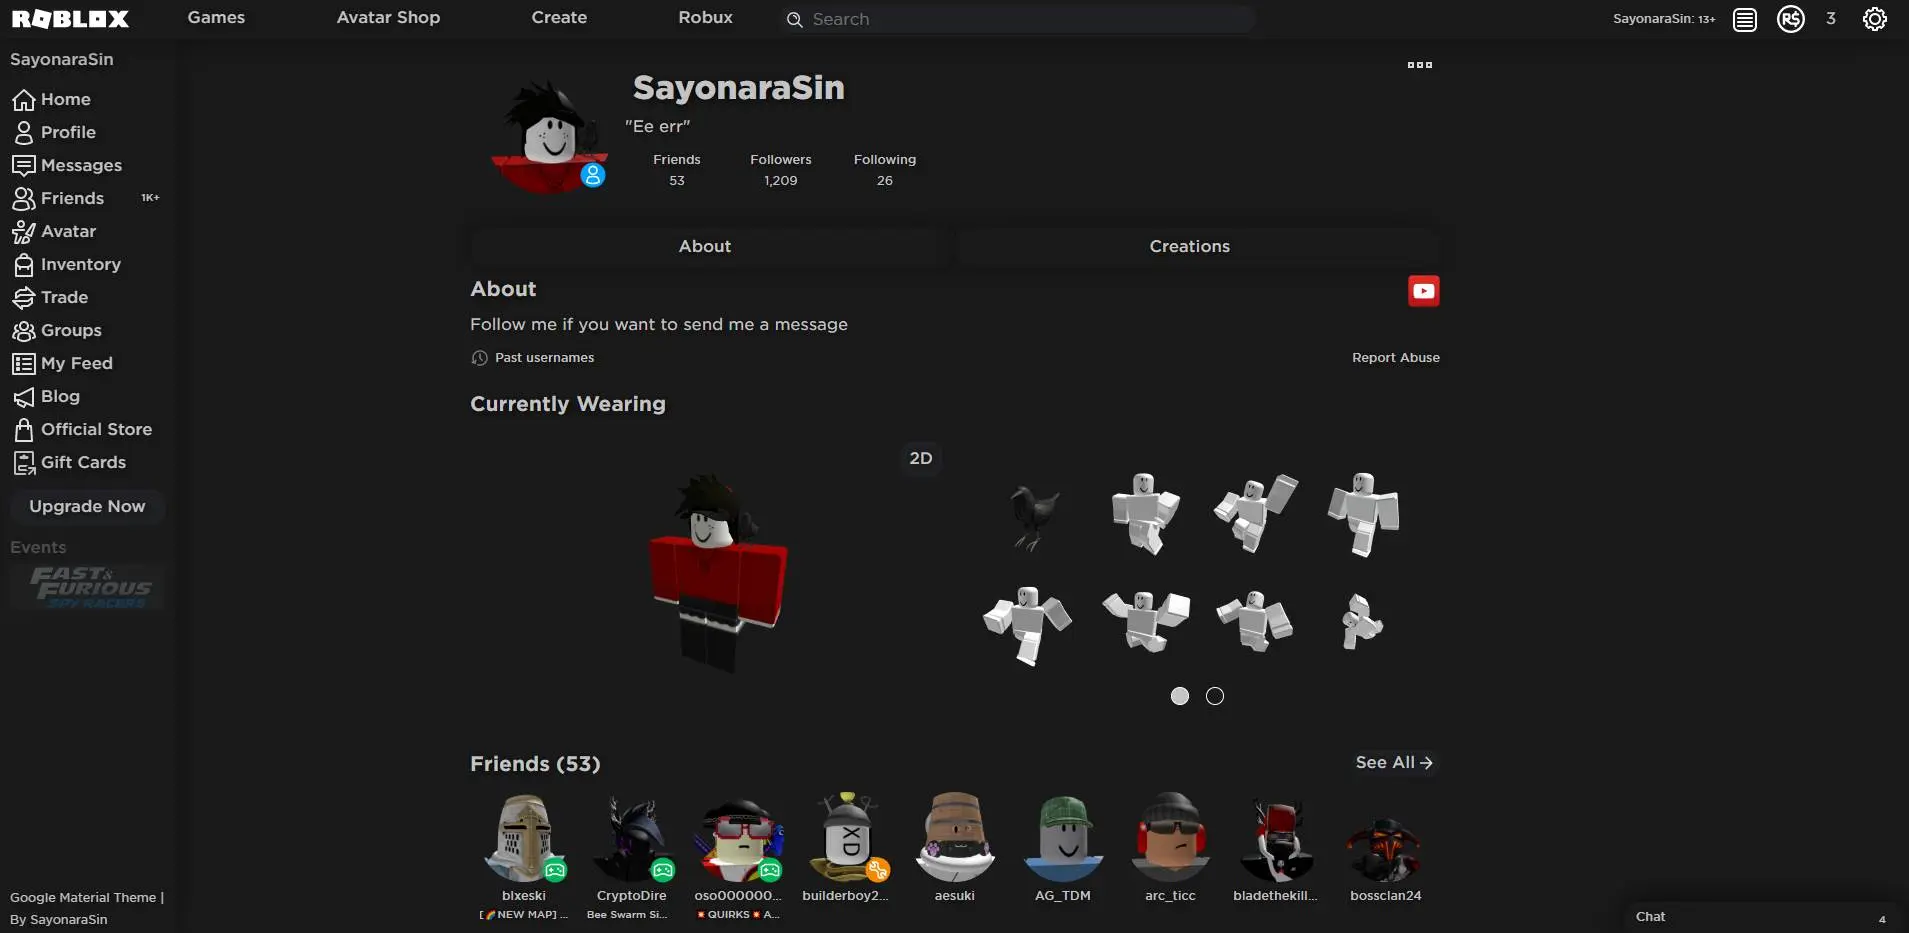 ROBLOX
Games
Avatar Shop
Create
Robux
Search
SayonaraSin: 13+
3
SayonaraSin
Home
Profile
Messages
Friends
1K+
Avatar
Inventory
Trade
Groups
My Feed
Blog
Official Store
Gift Cards
Upgrade Now
Events
FAST &
FURIOUS
SPY RACERS
Google Material Theme |
By SayonaraSin
SayonaraSin
"Ee err"
Friends
53
Followers
1,209
Following
26
About
Creations
About
Follow me if you want to send me a message
Past usernames
Report Abuse
Currently Wearing
2D
Friends (53)
See All
XD
blxeski
[🌈NEW MAP] ...
CryptoDire
Bee Swarm Si...
oso000000...
💥QUIRKS💥A...
builderboy2...
aesuki
AG_TDM
arc_ticc
bladethekill...
bossclan24
Chat
4